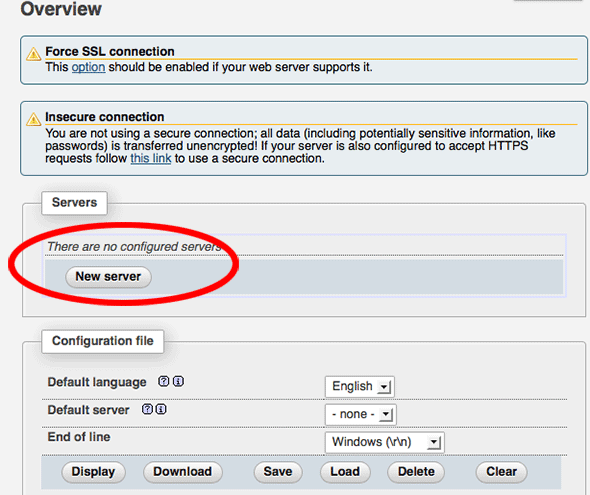 Overview
Force SSL connection
This option should be enabled if your web server supports it.
Insecure connection
You are not using a secure connection; all data (including potentially sensitive information, like
passwords) is transferred unencrypted! If your server is also configured to accept HTTPS
requests follow this link to use a secure connection.
Servers
There are no configured servers
New server
Configuration file
Default language ? i English
Default server ? i - none -
End of line Windows (\r\n)
Display Download Save Load Delete Clear